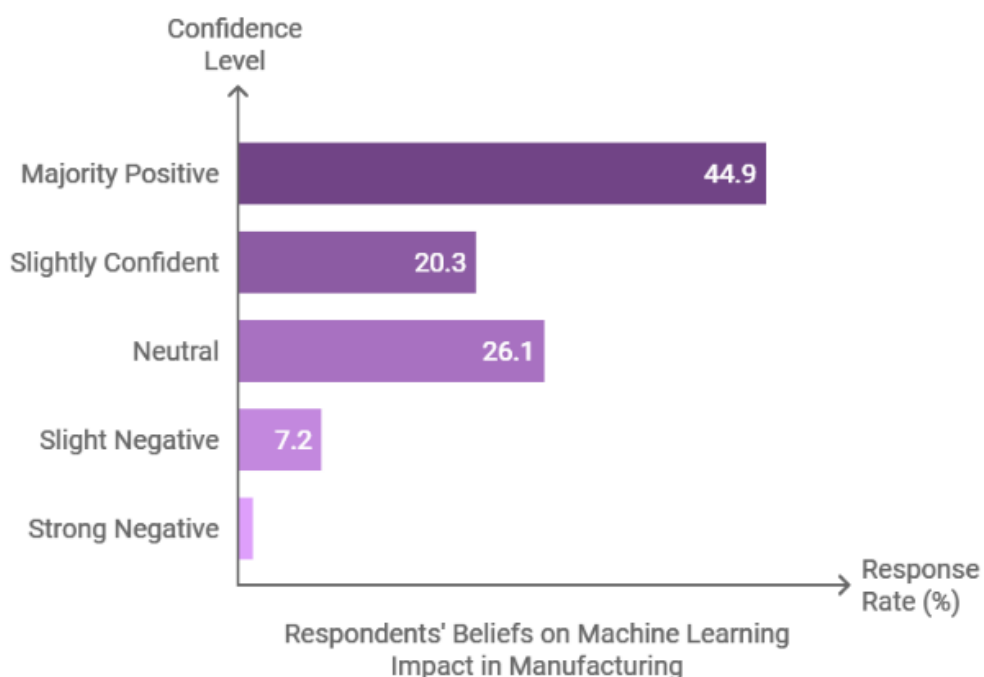 Confidence
Level
Majority Positive
44.9
Slightly Confident
20.3
Neutral
26.1
Slight Negative
7.2
Strong Negative
Response
Rate (%)
Respondents' Beliefs on Machine Learning
Impact in Manufacturing